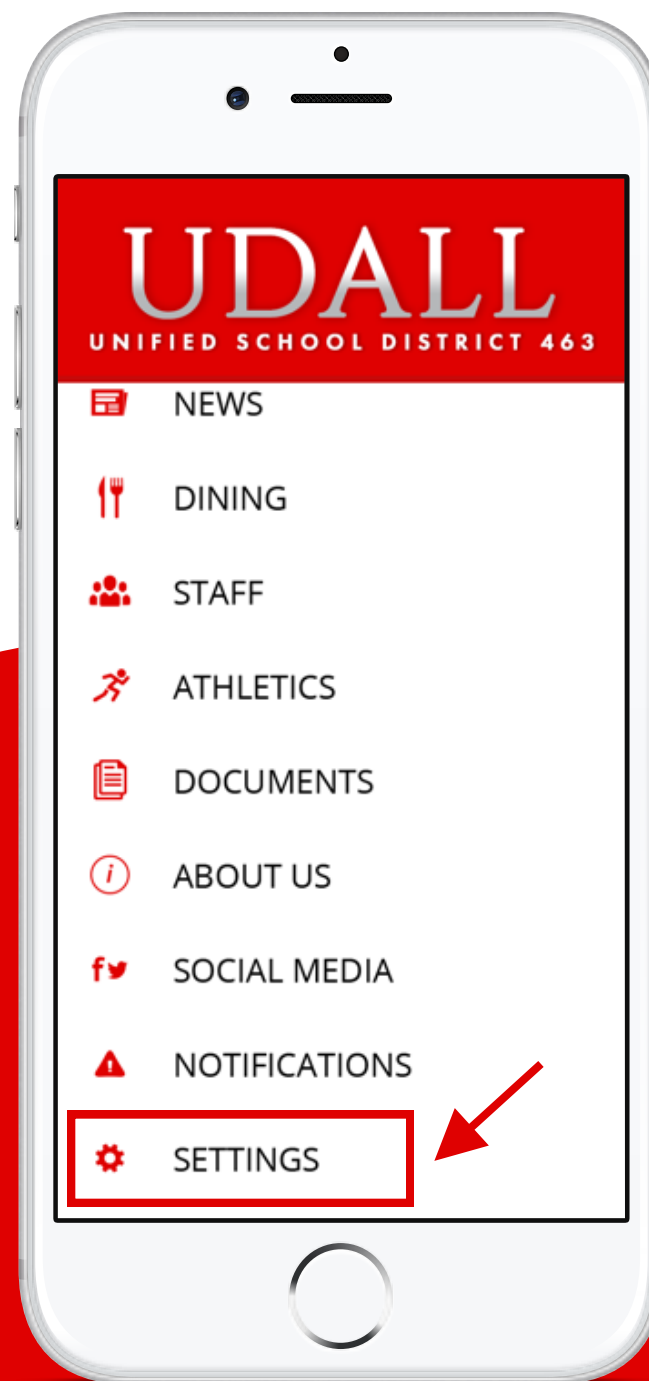 UDALL
UNIFIED SCHOOL DISTRICT 463
NEWS
DINING
STAFF
ATHLETICS
DOCUMENTS
ABOUT US
SOCIAL MEDIA
NOTIFICATIONS
SETTINGS